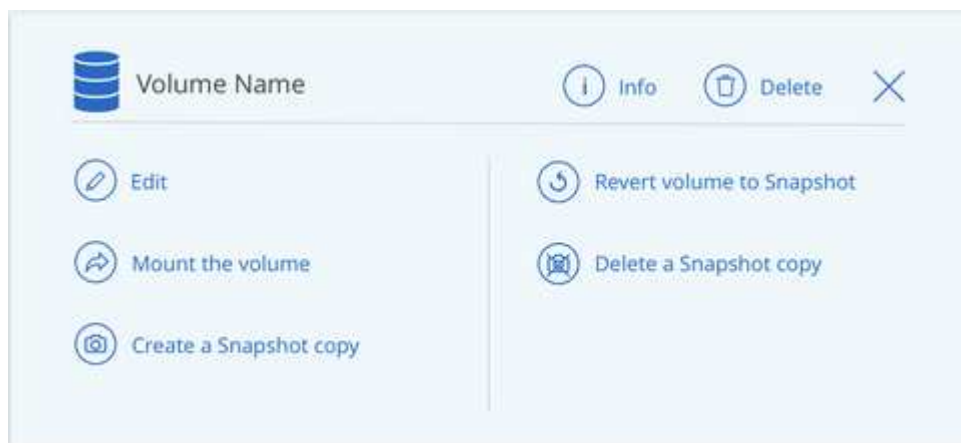 Volume Name
Info
Delete
Edit
Mount the volume
Create a Snapshot copy
Revert volume to Snapshot
Delete a Snapshot copy